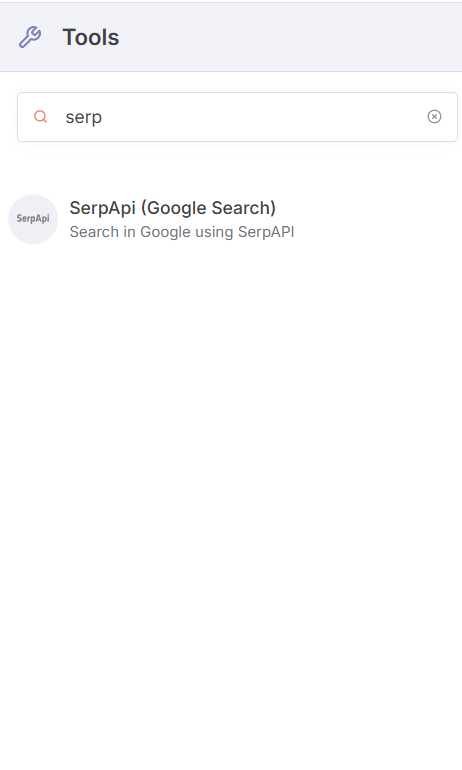 Tools
serp
SerpApi
SerpApi (Google Search)
Search in Google using SerpAPI